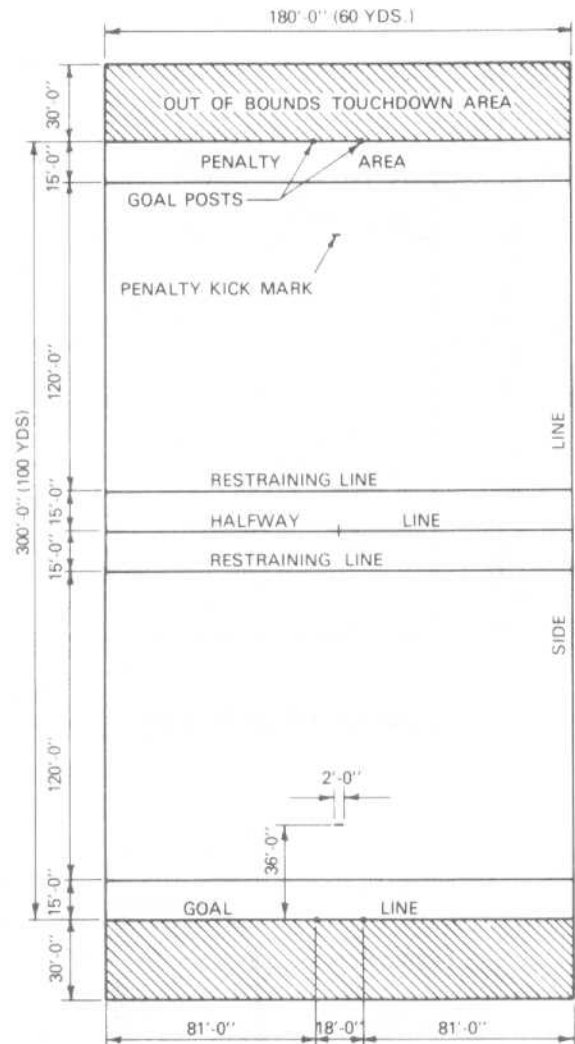 180'-0'' (60 YDS.)
30'-0''
OUT OF BOUNDS TOUCHDOWN AREA
15'-0''
PENALTY AREA
GOAL POSTS
PENALTY KICK MARK
120'-0''
300'-0'' (100 YDS)
LINE
RESTRAINING LINE
15'-0''
HALFWAY LINE
15'-0''
RESTRAINING LINE
SIDE
120'-0''
2'-0''
36'-0''
15'-0''
GOAL LINE
30'-0''
81'-0'' 18'-0'' 81'-0''